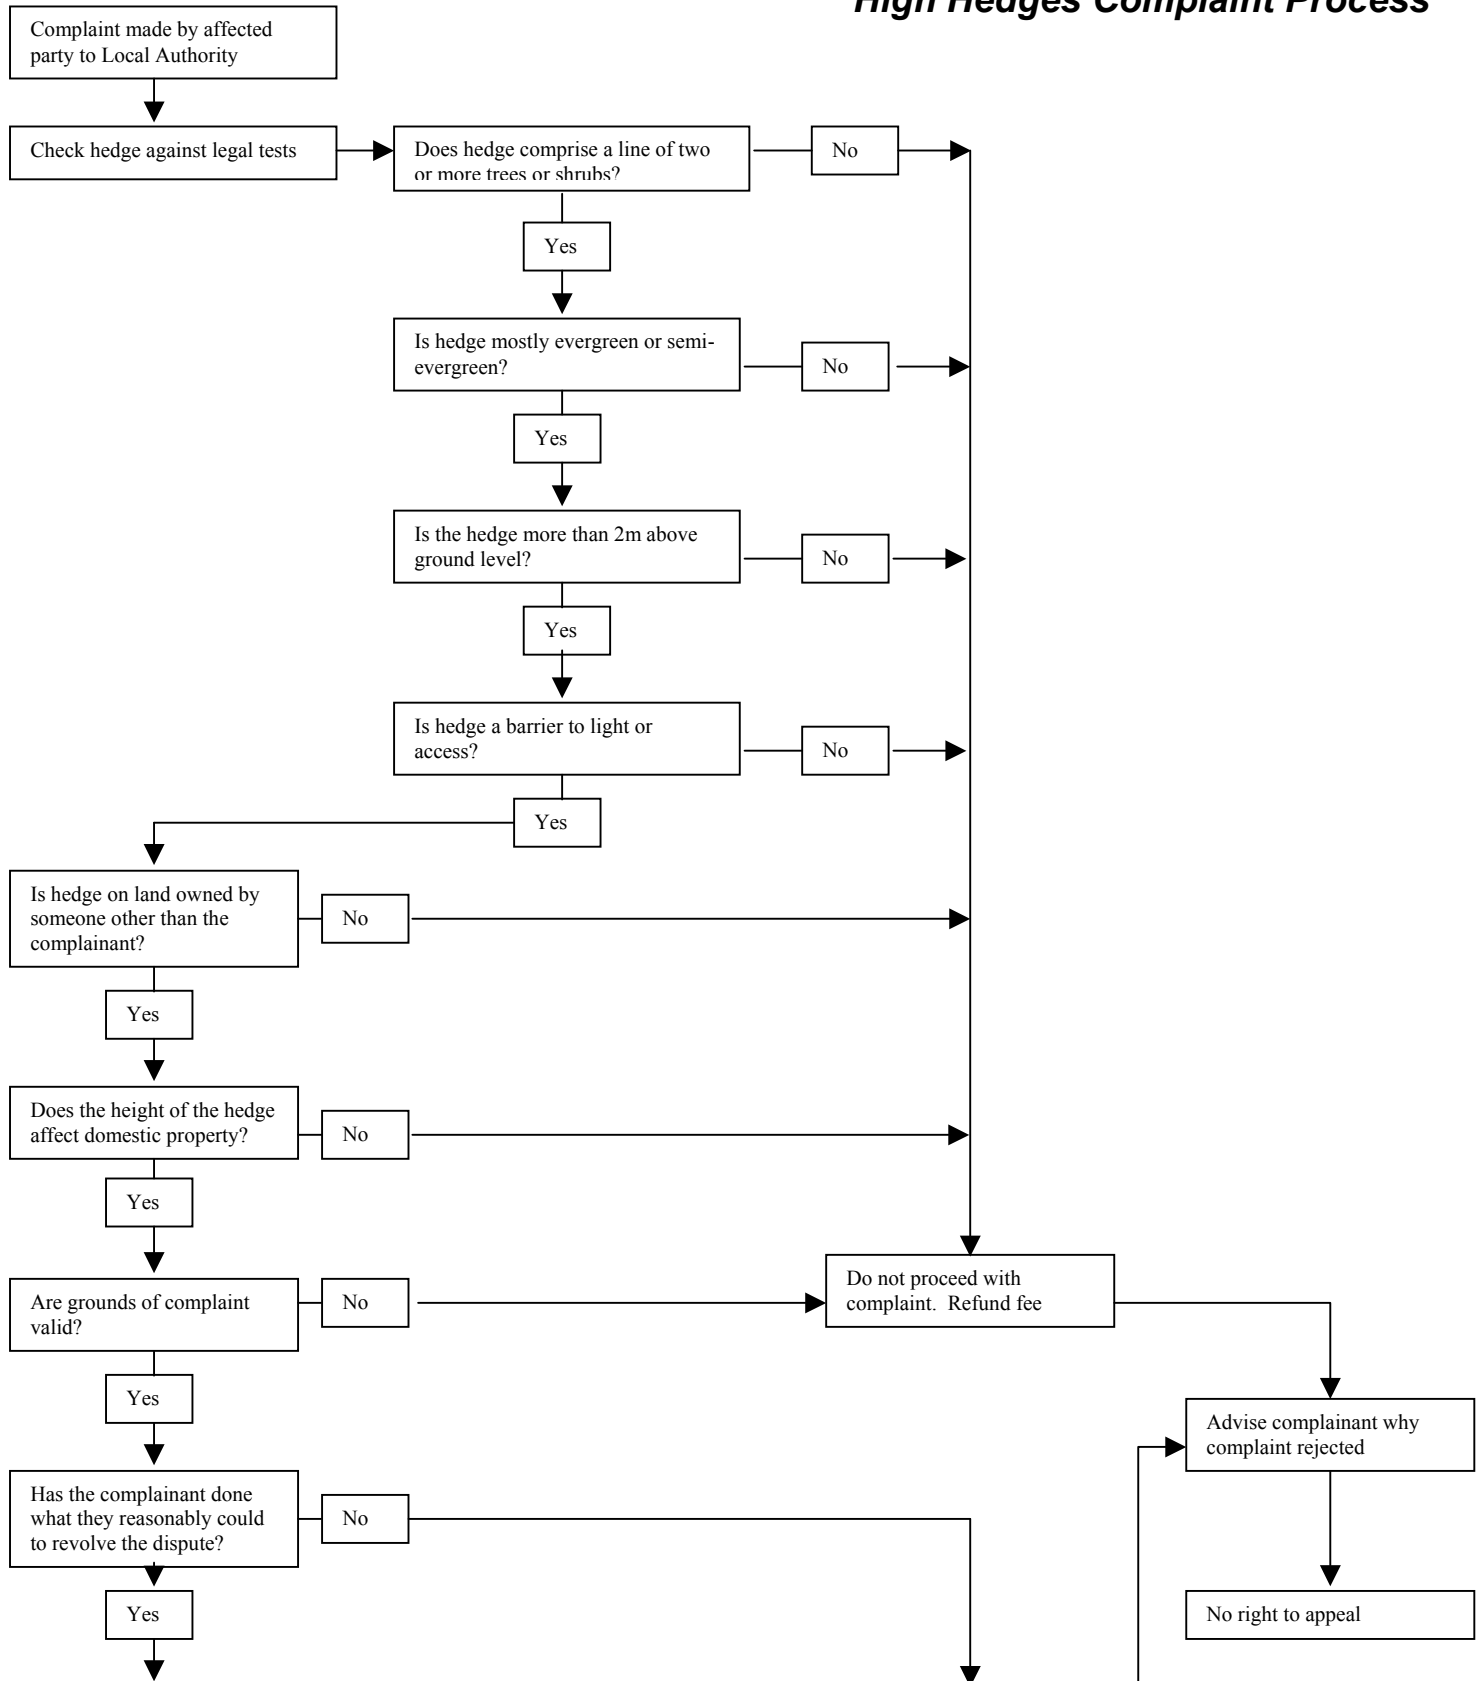 High Hedges Complaint Process
Complaint made by affected
party to Local Authority
Check hedge against legal tests
Does hedge comprise a line of two
or more trees or shrubs?
No
Yes
Is hedge mostly evergreen or semi-
evergreen?
No
Yes
Is the hedge more than 2m above
ground level?
No
Yes
Is hedge a barrier to light or
access?
No
Yes
Is hedge on land owned by
someone other than the
complainant?
No
Yes
Does the height of the hedge
affect domestic property?
No
Yes
Are grounds of complaint
valid?
No
Do not proceed with
complaint.  Refund fee
Yes
Advise complainant why
complaint rejected
Has the complainant done
what they reasonably could
to revolve the dispute?
No
Yes
No right to appeal